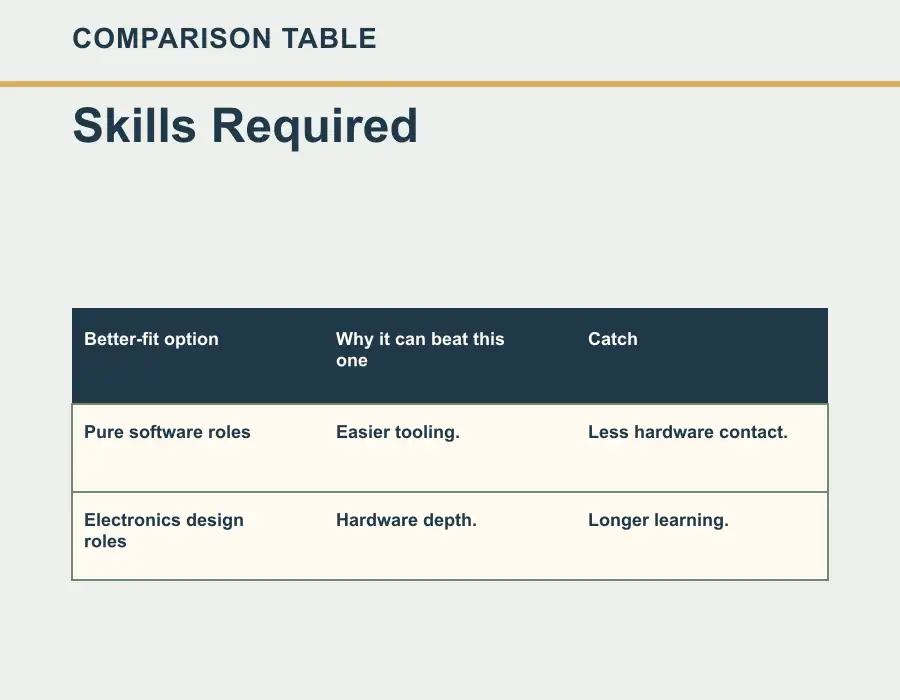 COMPARISON TABLE
Skills Required
Better-fit option
Why it can beat this
one
Catch
Pure software roles
Easier tooling.
Less hardware contact.
Electronics design
roles
Hardware depth.
Longer learning.